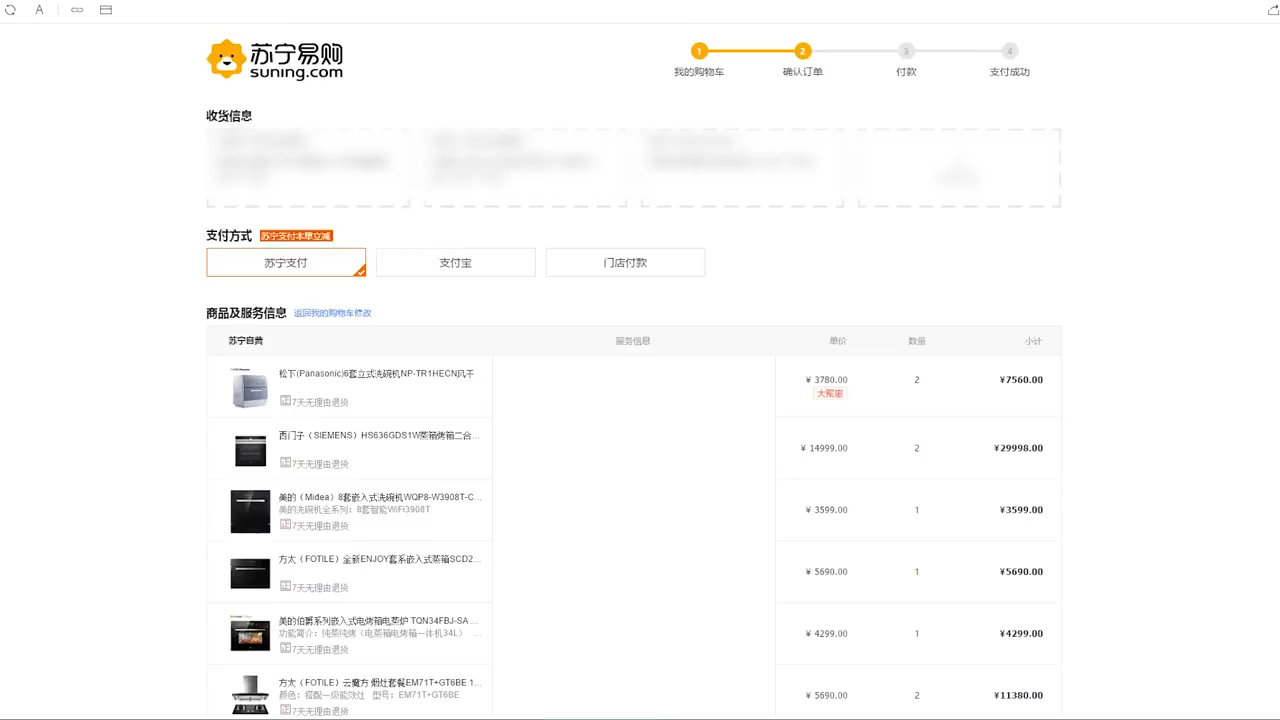 A
苏宁易购
suning.com
1 2 3 4
我的购物车 确认订单 付款 支付成功
收货信息
支付方式 苏宁支付本单立减
苏宁支付 支付宝 门店付款
商品及服务信息 返回我的购物车修改
苏宁自营 服务信息 单价 数量 小计
松下(Panasonic)6套立式洗碗机NP-TR1HECN风干
¥ 3780.00 2 ¥7560.00
大聚惠
正7天无理由退货
西门子（SIEMENS）HS636GDS1W蒸箱烤箱二合...
¥ 14999.00 2 ¥29998.00
正7天无理由退货
美的（Midea）8套嵌入式洗碗机WQP8-W3908T-C...
美的洗碗机全系列：8套智能WiFi3908T
¥ 3599.00 1 ¥3599.00
正7天无理由退货
方太（FOTILE）全新ENJOY套系嵌入式蒸箱SCD2...
¥ 5690.00 1 ¥5690.00
正7天无理由退货
美的伯爵系列嵌入式电烤箱电蒸炉 TQN34FBJ-SA ...
功能简介：纯蒸纯烤（电蒸箱电烤箱一体机34L） ...
¥ 4299.00 1 ¥4299.00
正7天无理由退货
方太（FOTILE）云魔方 烟灶套餐EM71T+GT6BE 1...
颜色：搭配一级能效灶 型号：EM71T+GT6BE
¥ 5690.00 2 ¥11380.00
正7天无理由退货